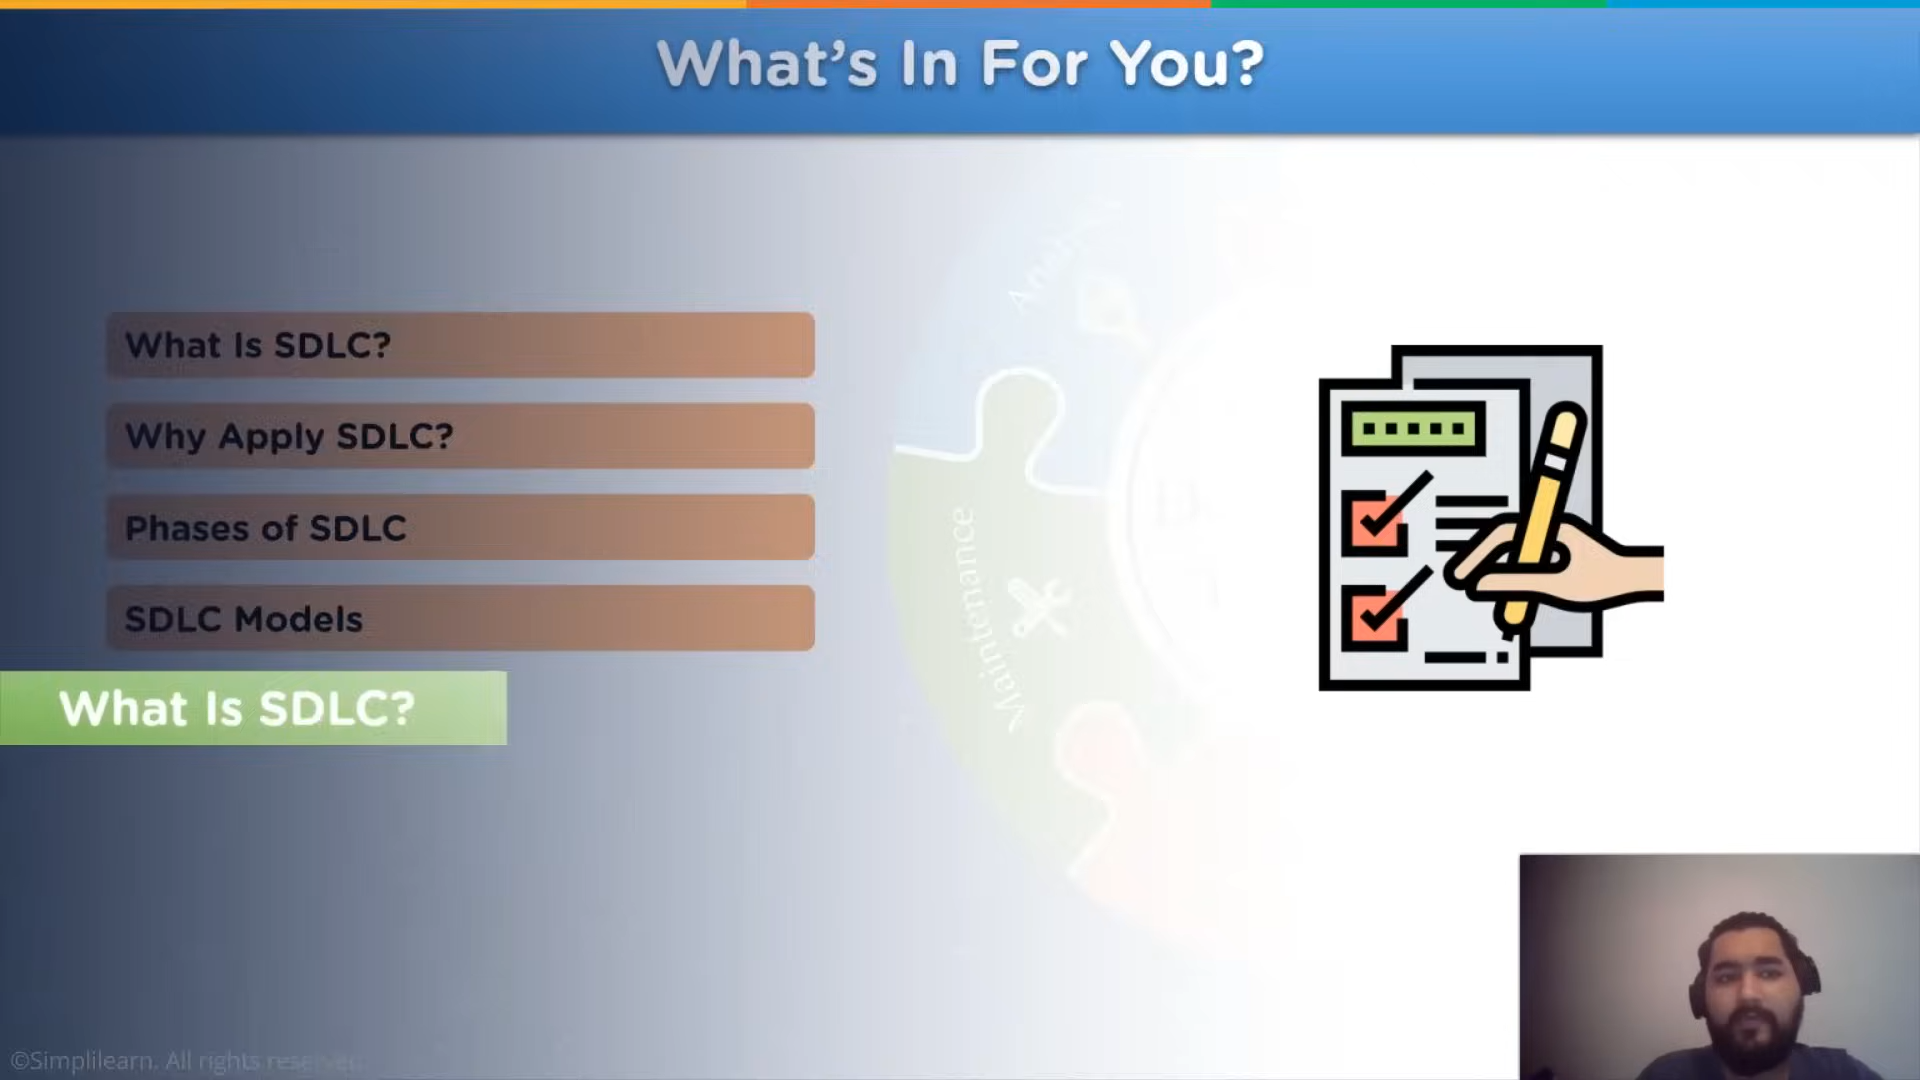 What's In For You?
What Is SDLC?
Why Apply SDLC?
Phases of SDLC
SDLC Models
What Is SDLC?
Analysis
Maintenance
©Simplilearn. All rights reserved.